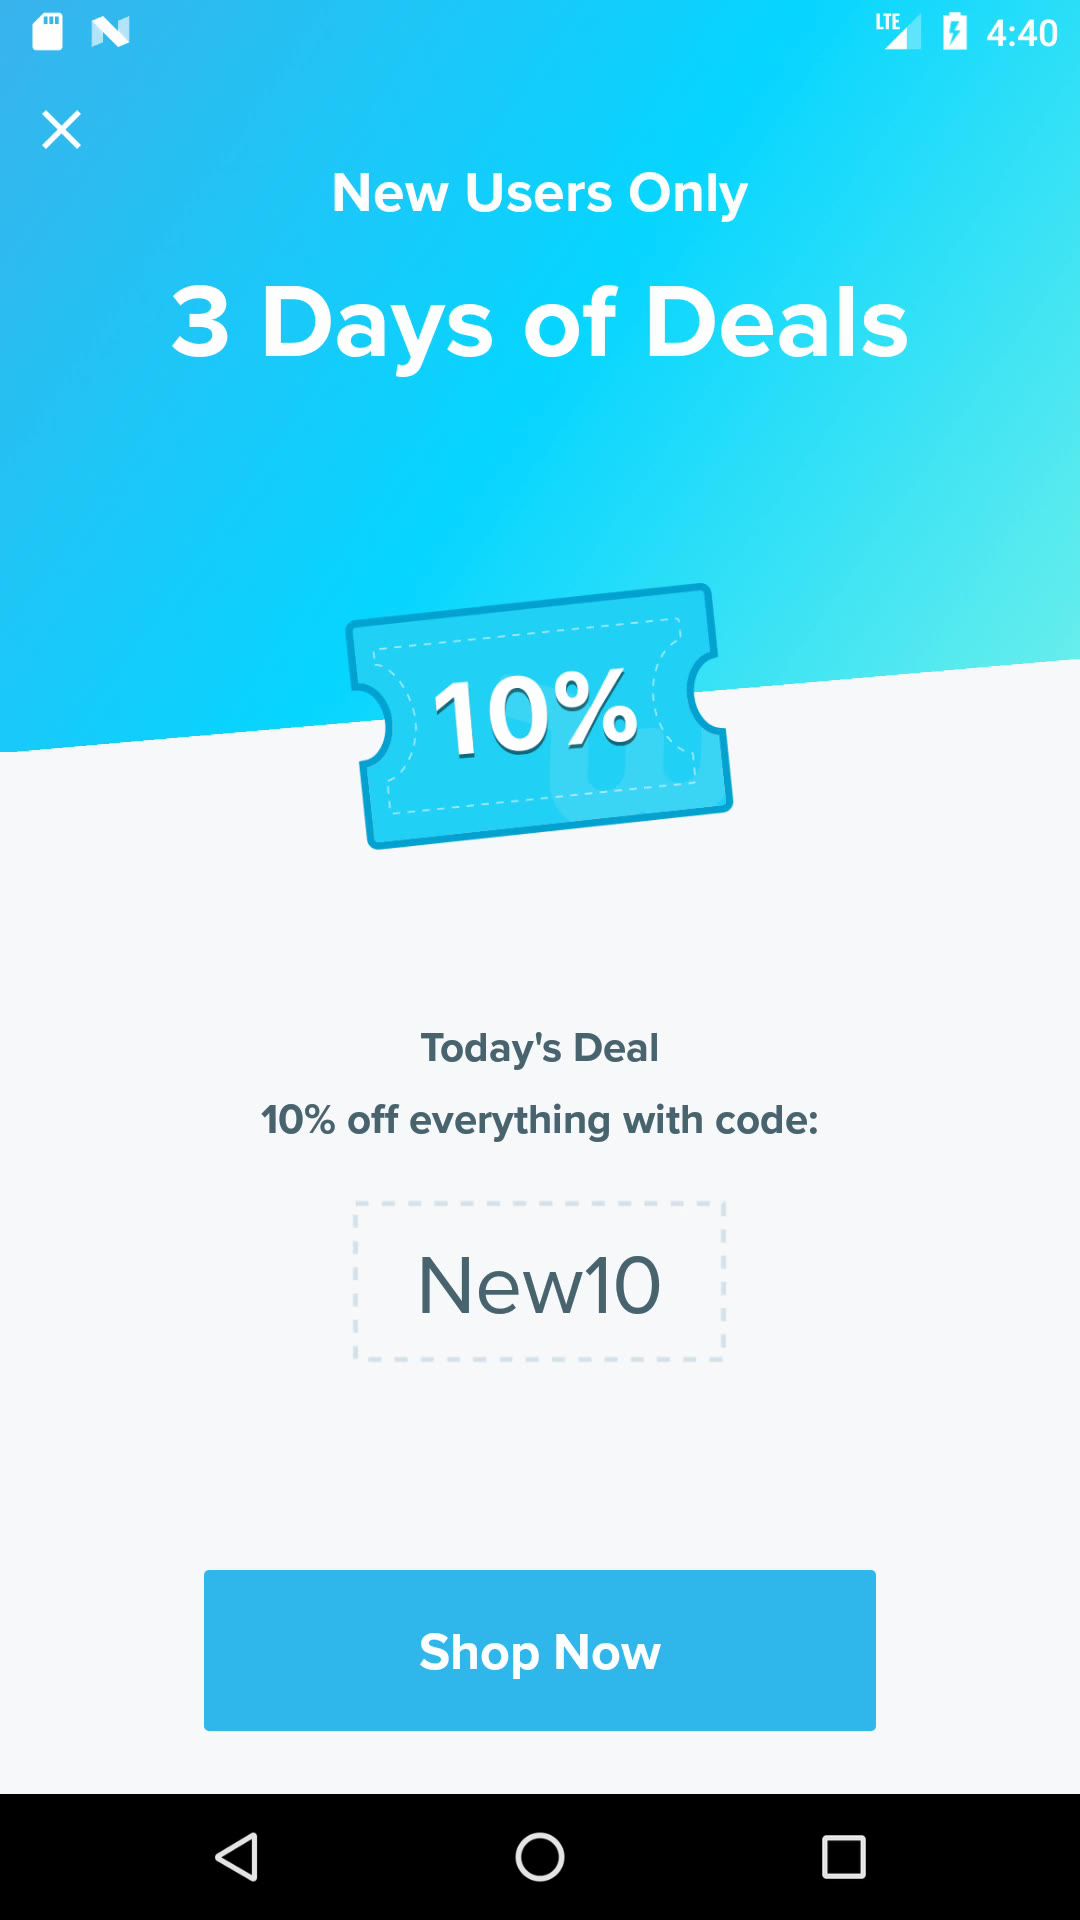 LTE 4:40
New Users Only
3 Days of Deals
10%
Today's Deal
10% off everything with code:
New10
Shop Now